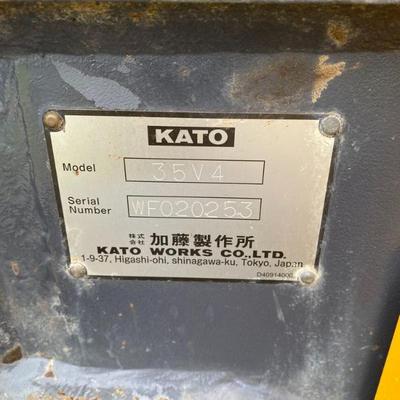 KATO
Model 35V4
Serial Number WF020253
株式会社 加藤製作所
KATO WORKS CO.,LTD.
1-9-37, Higashi-ohi, shinagawa-ku, Tokyo, Japan